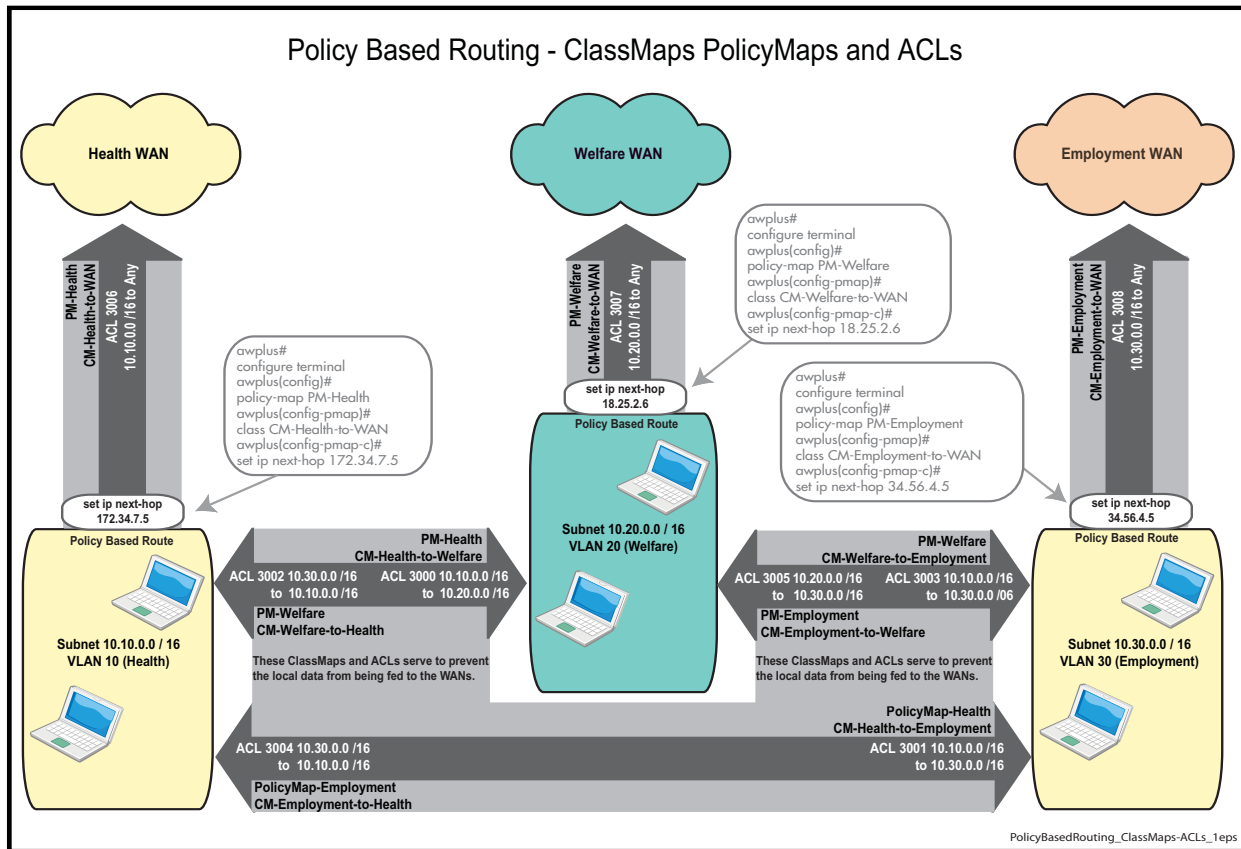 Policy Based Routing - ClassMaps PolicyMaps and ACLs
Health WAN
Welfare WAN
Employment WAN
PM-Health
CM-Health-to-WAN
ACL 3006
10.10.0.0 /16 to Any
PM-Welfare
CM-Welfare-to-WAN
ACL 3007
10.20.0.0 /16 to Any
PM-Employment
CM-Employment-to-WAN
ACL 3008
10.30.0.0 /16 to Any
awplus#
configure terminal
awplus(config)#
policy-map PM-Health
awplus(config-pmap)#
class CM-Health-to-WAN
awplus(config-pmap-c)#
set ip next-hop 172.34.7.5
awplus#
configure terminal
awplus(config)#
policy-map PM-Welfare
awplus(config-pmap)#
class CM-Welfare-to-WAN
awplus(config-pmap-c)#
set ip next-hop 18.25.2.6
awplus#
configure terminal
awplus(config)#
policy-map PM-Employment
awplus(config-pmap)#
class CM-Employment-to-WAN
awplus(config-pmap-c)#
set ip next-hop 34.56.4.5
set ip next-hop
172.34.7.5
Policy Based Route
set ip next-hop
18.25.2.6
Policy Based Route
set ip next-hop
34.56.4.5
Policy Based Route
Subnet 10.10.0.0 / 16
VLAN 10 (Health)
Subnet 10.20.0.0 / 16
VLAN 20 (Welfare)
Subnet 10.30.0.0 / 16
VLAN 30 (Employment)
PM-Health
CM-Health-to-Welfare
ACL 3002 10.30.0.0 /16
to 10.10.0.0 /16
ACL 3000 10.10.0.0 /16
to 10.20.0.0 /16
PM-Welfare
CM-Welfare-to-Health
These ClassMaps and ACLs serve to prevent
the local data from being fed to the WANs.
PM-Welfare
CM-Welfare-to-Employment
ACL 3005 10.20.0.0 /16
to 10.30.0.0 /16
ACL 3003 10.10.0.0 /16
to 10.30.0.0 /06
PM-Employment
CM-Employment-to-Welfare
These ClassMaps and ACLs serve to prevent
the local data from being fed to the WANs.
PolicyMap-Health
CM-Health-to-Employment
ACL 3004 10.30.0.0 /16
to 10.10.0.0 /16
ACL 3001 10.10.0.0 /16
to 10.30.0.0 /16
PolicyMap-Employment
CM-Employment-to-Health
PolicyBasedRouting_ClassMaps-ACLs_1eps